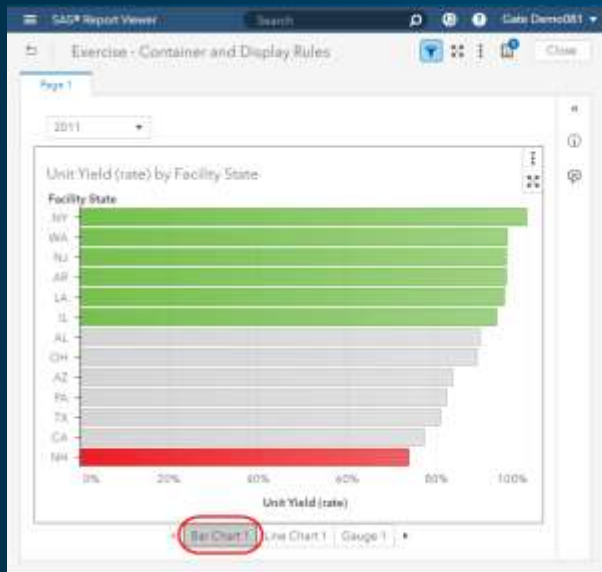 SAS® Report Viewer Search Cate Demo081
Exercise - Container and Display Rules Close
Page 1
2011
Unit Yield (rate) by Facility State
Facility State
NY
WA
NJ
AR
LA
IL
AL
OH
AZ
PA
TX
CA
NH
0% 20% 40% 60% 80% 100%
Unit Yield (rate)
Bar Chart 1 Line Chart 1 Gauge 1